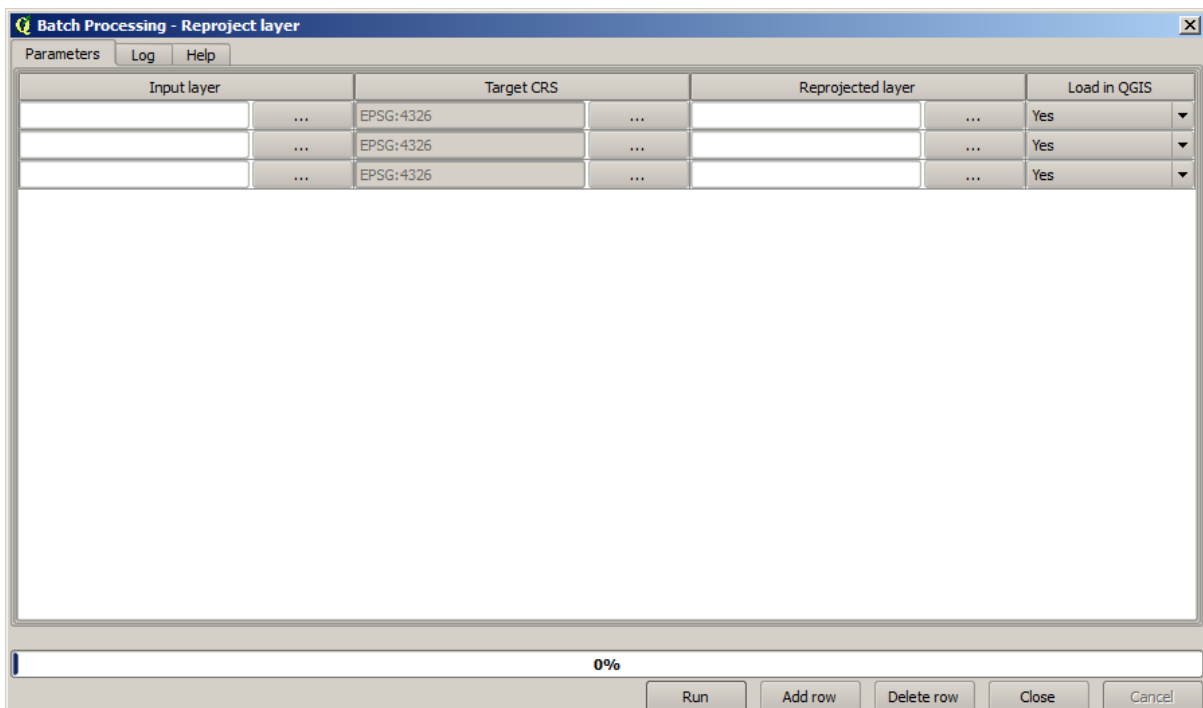 Batch Processing - Reproject layer
Parameters Log Help
Input layer Target CRS Reprojected layer Load in QGIS
... EPSG:4326 ... ... Yes
... EPSG:4326 ... ... Yes
... EPSG:4326 ... ... Yes
0%
Run Add row Delete row Close Cancel